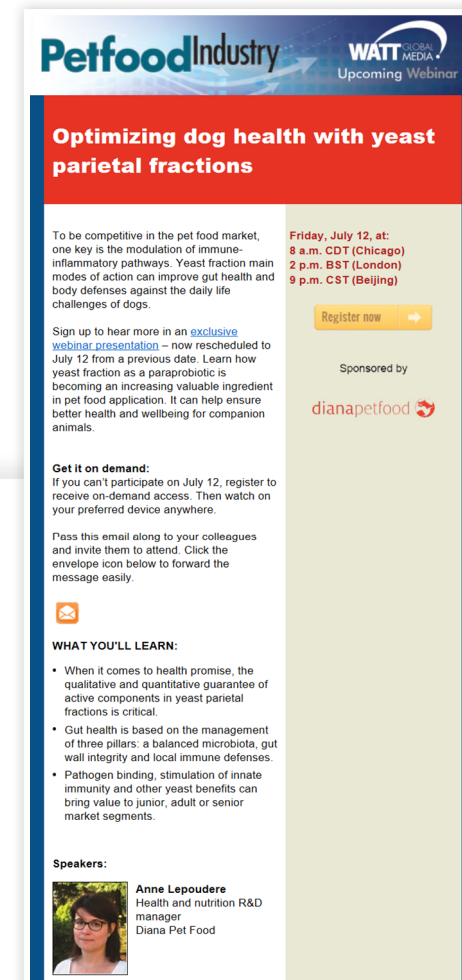 PetfoodIndustry
WATT GLOBAL
MEDIA
Upcoming Webinar
Optimizing dog health with yeast
parietal fractions
To be competitive in the pet food market,
one key is the modulation of immune-
inflammatory pathways. Yeast fraction main
modes of action can improve gut health and
body defenses against the daily life
challenges of dogs.
Sign up to hear more in an exclusive
webinar presentation – now rescheduled to
July 12 from a previous date. Learn how
yeast fraction as a paraprobiotic is
becoming an increasing valuable ingredient
in pet food application. It can help ensure
better health and wellbeing for companion
animals.
Get it on demand:
If you can't participate on July 12, register to
receive on-demand access. Then watch on
your preferred device anywhere.
Pass this email along to your colleagues
and invite them to attend. Click the
envelope icon below to forward the
message easily.
WHAT YOU'LL LEARN:
• When it comes to health promise, the
qualitative and quantitative guarantee of
active components in yeast parietal
fractions is critical.
• Gut health is based on the management
of three pillars: a balanced microbiota, gut
wall integrity and local immune defenses.
• Pathogen binding, stimulation of innate
immunity and other yeast benefits can
bring value to junior, adult or senior
market segments.
Speakers:
Anne Lepoudere
Health and nutrition R&D
manager
Diana Pet Food
Friday, July 12, at:
8 a.m. CDT (Chicago)
2 p.m. BST (London)
9 p.m. CST (Beijing)
Register now
Sponsored by
dianapetfood